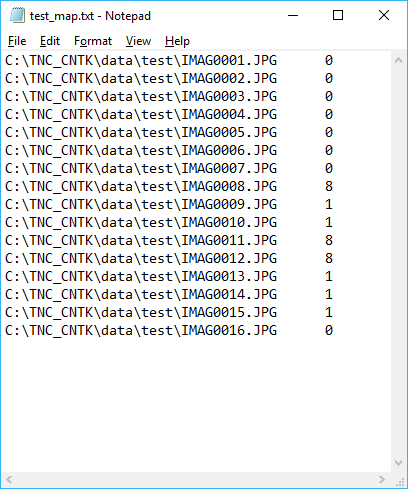 test_map.txt - Notepad
File Edit Format View Help
C:\TNC_CNTK\data\test\IMAG0001.JPG 0
C:\TNC_CNTK\data\test\IMAG0002.JPG 0
C:\TNC_CNTK\data\test\IMAG0003.JPG 0
C:\TNC_CNTK\data\test\IMAG0004.JPG 0
C:\TNC_CNTK\data\test\IMAG0005.JPG 0
C:\TNC_CNTK\data\test\IMAG0006.JPG 0
C:\TNC_CNTK\data\test\IMAG0007.JPG 0
C:\TNC_CNTK\data\test\IMAG0008.JPG 8
C:\TNC_CNTK\data\test\IMAG0009.JPG 1
C:\TNC_CNTK\data\test\IMAG0010.JPG 1
C:\TNC_CNTK\data\test\IMAG0011.JPG 8
C:\TNC_CNTK\data\test\IMAG0012.JPG 8
C:\TNC_CNTK\data\test\IMAG0013.JPG 1
C:\TNC_CNTK\data\test\IMAG0014.JPG 1
C:\TNC_CNTK\data\test\IMAG0015.JPG 1
C:\TNC_CNTK\data\test\IMAG0016.JPG 0